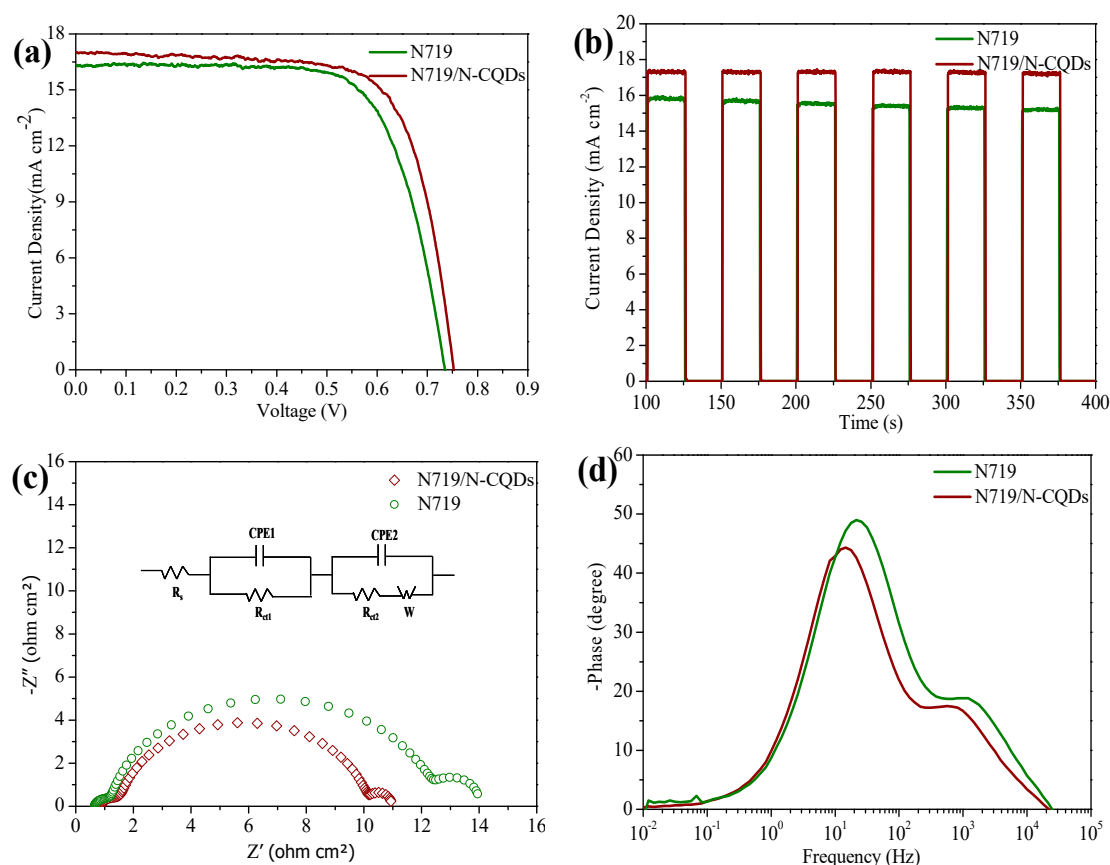 (a)
N719
N719/N-CQDs
Current Density(mA cm⁻²)
18
15
12
9
6
3
0
0.0 0.1 0.2 0.3 0.4 0.5 0.6 0.7 0.8 0.9
Voltage (V)
(b)
N719
N719/N-CQDs
Current Density (mA cm⁻²)
20
18
16
14
12
10
8
6
4
2
0
100 150 200 250 300 350 400
Time (s)
(c)
N719/N-CQDs
N719
CPE1
CPE2
Rs
Rct1
Rct2
W
-Z″ (ohm cm²)
16
14
12
10
8
6
4
2
0
0 2 4 6 8 10 12 14 16
Z′ (ohm cm²)
(d)
N719
N719/N-CQDs
-Phase (degree)
60
50
40
30
20
10
0
10⁻² 10⁻¹ 10⁰ 10¹ 10² 10³ 10⁴ 10⁵
Frequency (Hz)